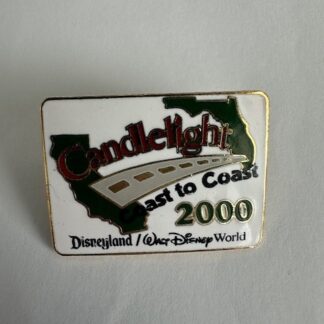 Candlelight
Coast to Coast
2000
Disneyland / Walt Disney World